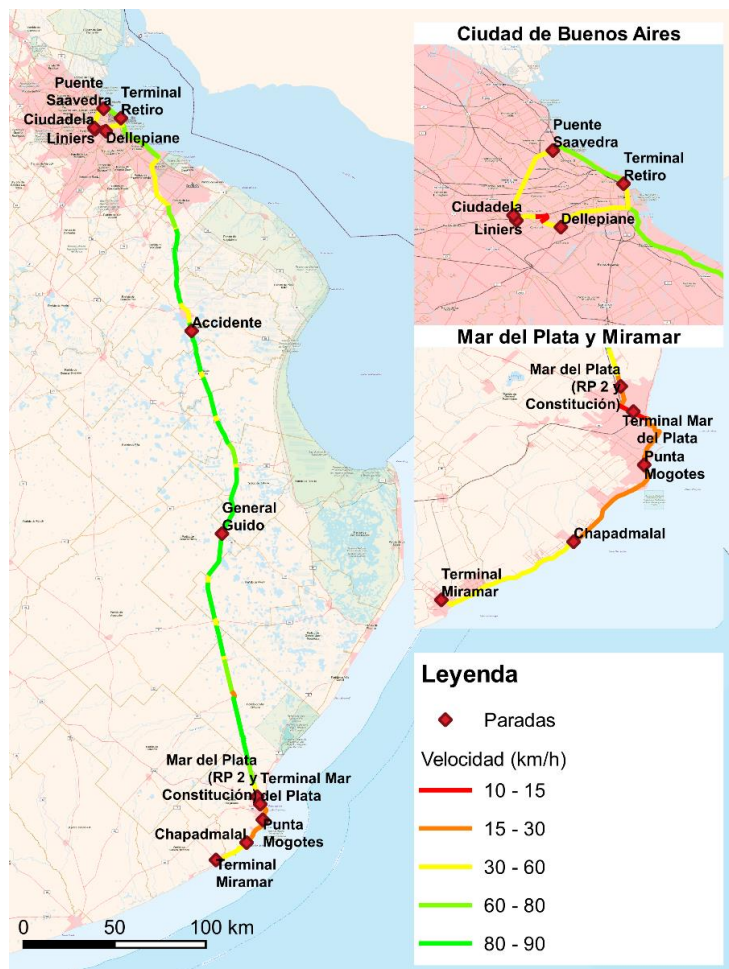 Ciudad de Buenos Aires
Puente
Saavedra
Terminal
Retiro
Ciudadela
Liniers
Dellepiane
Accidente
General
Guido
Mar del Plata
(RP 2 y
Constitución)
Terminal Mar
del Plata
Punta
Mogotes
Chapadmalal
Terminal
Miramar
0 50 100 km
Puente
Saavedra
Terminal
Retiro
Ciudadela
Liniers
Dellepiane
Mar del Plata y Miramar
Mar del Plata
(RP 2 y
Constitución)
Terminal Mar
del Plata
Punta
Mogotes
Chapadmalal
Terminal
Miramar
Leyenda
Paradas
Velocidad (km/h)
10 - 15
15 - 30
30 - 60
60 - 80
80 - 90